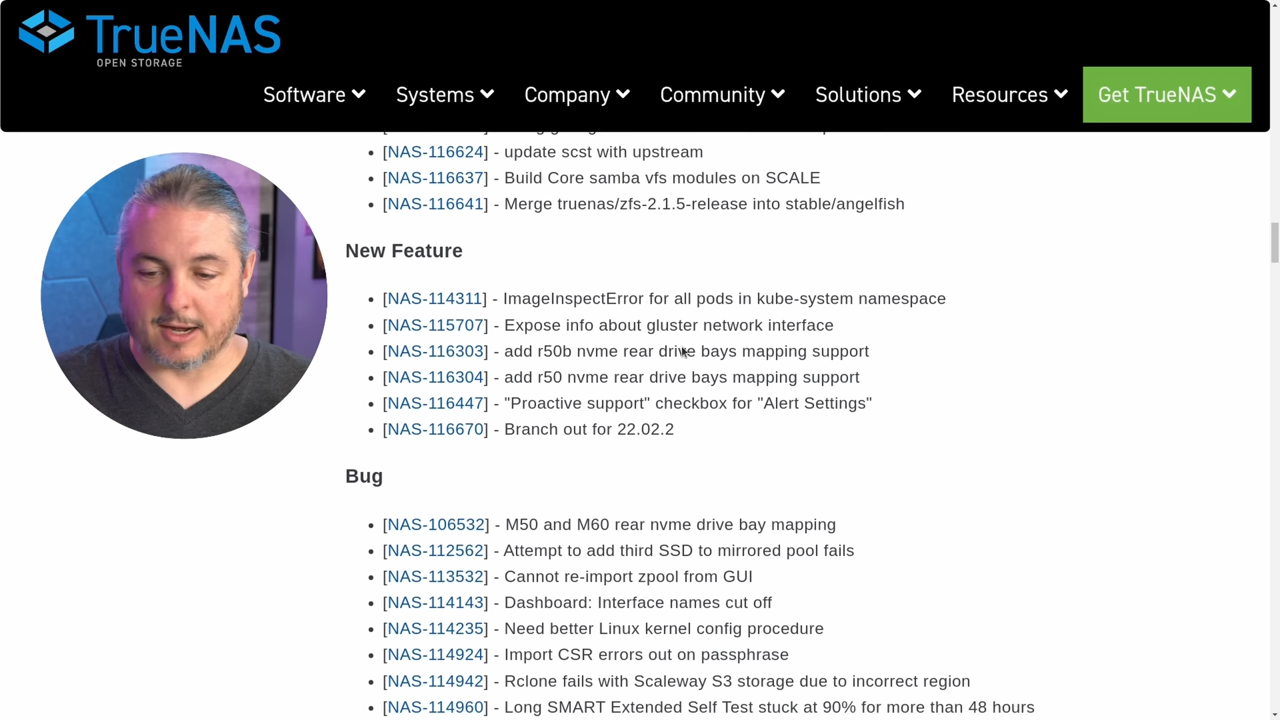 TrueNAS
OPEN STORAGE
Software Systems Company Community Solutions Resources Get TrueNAS
[NAS-116624] - update scst with upstream
[NAS-116637] - Build Core samba vfs modules on SCALE
[NAS-116641] - Merge truenas/zfs-2.1.5-release into stable/angelfish
New Feature
[NAS-114311] - ImageInspectError for all pods in kube-system namespace
[NAS-115707] - Expose info about gluster network interface
[NAS-116303] - add r50b nvme rear drive bays mapping support
[NAS-116304] - add r50 nvme rear drive bays mapping support
[NAS-116447] - "Proactive support" checkbox for "Alert Settings"
[NAS-116670] - Branch out for 22.02.2
Bug
[NAS-106532] - M50 and M60 rear nvme drive bay mapping
[NAS-112562] - Attempt to add third SSD to mirrored pool fails
[NAS-113532] - Cannot re-import zpool from GUI
[NAS-114143] - Dashboard: Interface names cut off
[NAS-114235] - Need better Linux kernel config procedure
[NAS-114924] - Import CSR errors out on passphrase
[NAS-114942] - Rclone fails with Scaleway S3 storage due to incorrect region
[NAS-114960] - Long SMART Extended Self Test stuck at 90% for more than 48 hours